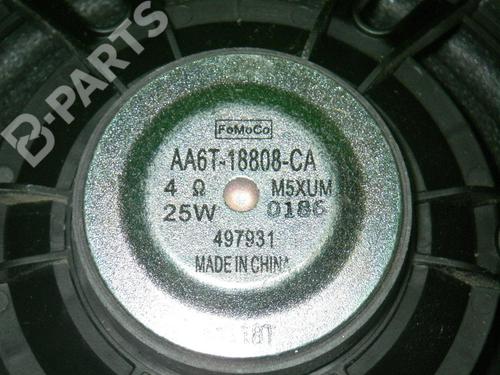 B-PARTS
FoMoCo
AA6T-18808-CA
4 Ω M5XUM
25W 0186
497931
MADE IN CHINA